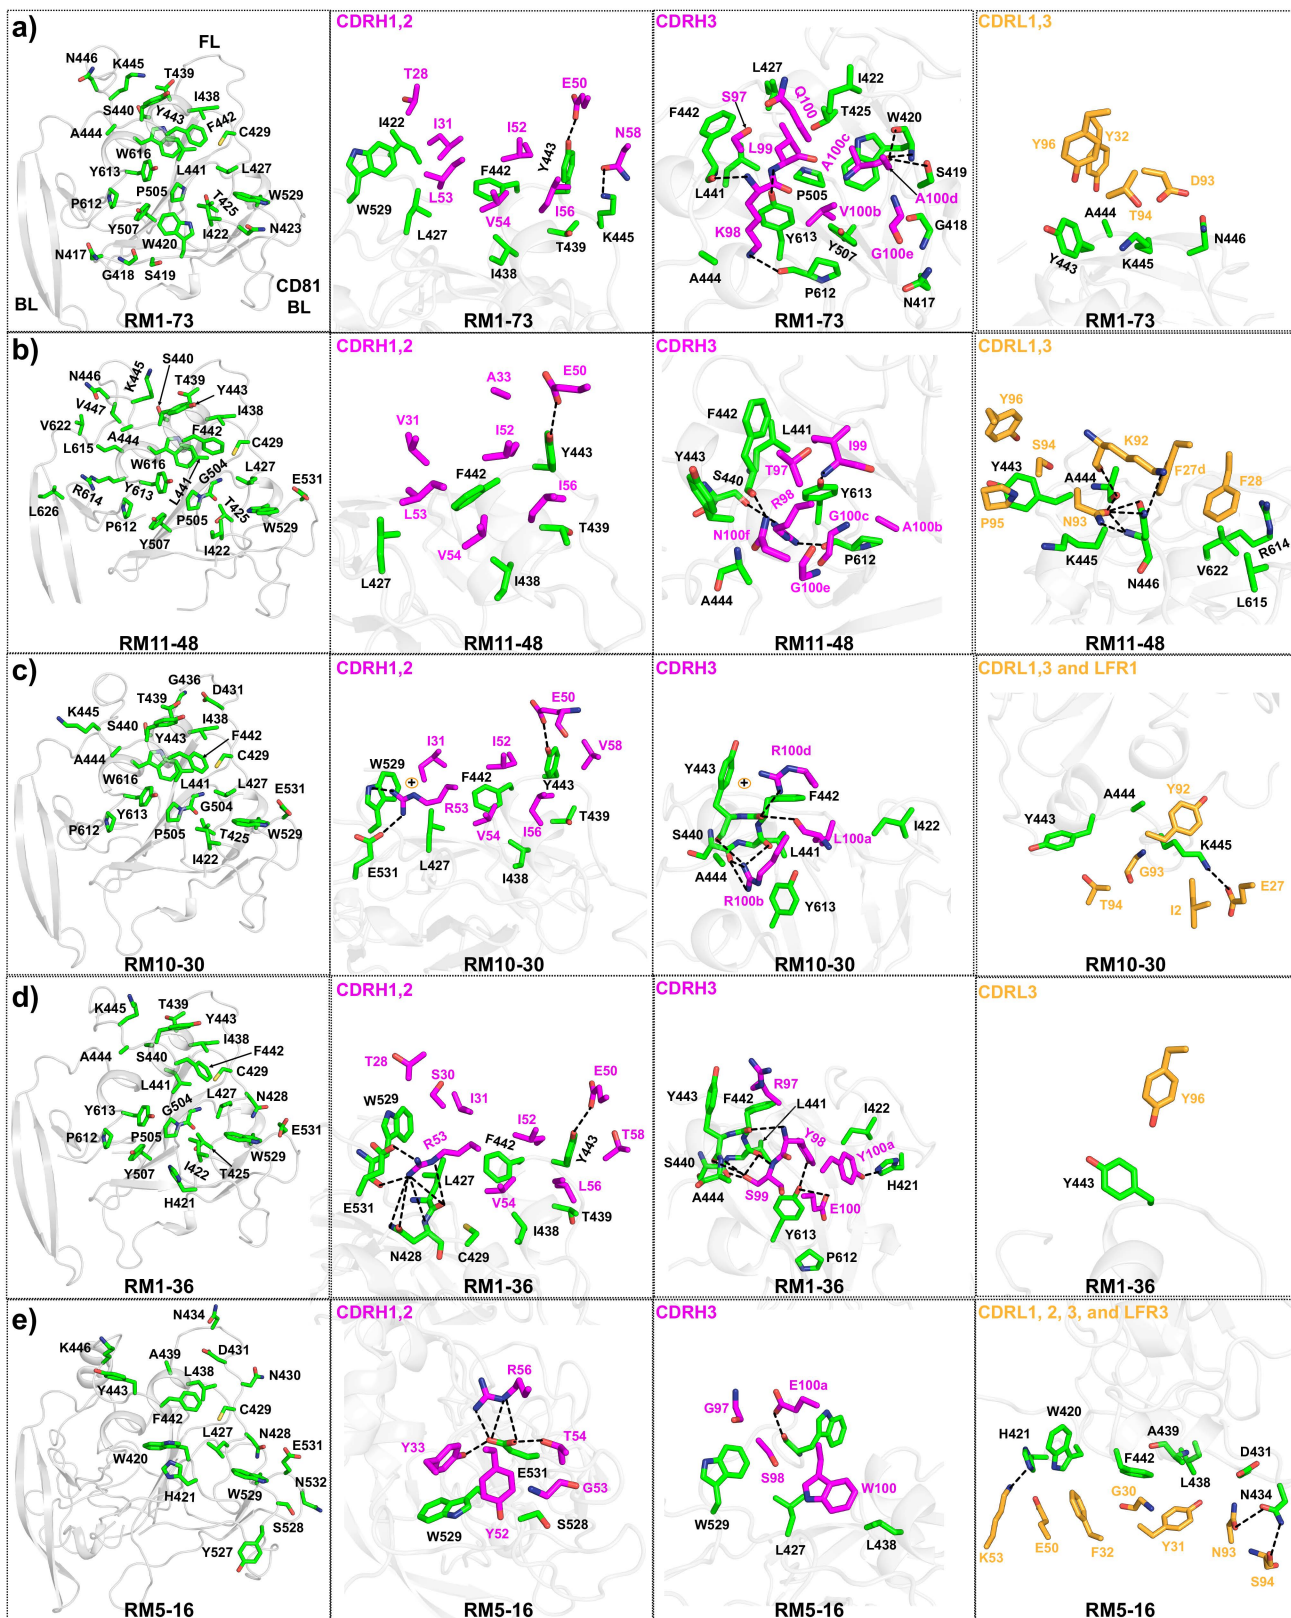 a)
FL
N446
K445
T439
S440
Y443
I438
A444
F442
C429
W616
Y613
L441
L427
P505
P612
T425
W529
Y507
I422
N423
W420
N417
G418
S419
CD81
BL
BL
RM1-73
CDRH1,2
T28
E50
I422
I31
I52
Y443
N58
F442
L53
W529
V54
I56
L427
T439
K445
I438
RM1-73
CDRH3
L427
I422
S97
Q100
T425
F442
W420
L99
A100c
S419
L441
P505
A100d
V100b
K98
G418
Y613
Y507
G100e
A444
P612
N417
RM1-73
CDRL1,3
Y96
Y32
D93
T94
A444
N446
Y443
K445
RM1-73
b)
S440
K445
N446
T439
Y443
V447
I438
V622
A444
F442
C429
L615
W616
G504
L427
E531
R614
Y613
L441
L626
P505
T425
W529
P612
Y507
I422
RM11-48
CDRH1,2
A33
E50
V31
I52
Y443
F442
L53
I56
V54
T439
L427
I438
RM11-48
CDRH3
F442
L441
I99
Y443
T97
S440
Y613
R98
G100c
A100b
N100f
P612
G100e
A444
RM11-48
CDRL1,3
Y96
K92
S94
F27d
Y443
A444
F28
P95
N93
K445
R614
N446
V622
L615
RM11-48
c)
G436
D431
T439
K445
S440
I438
Y443
F442
A444
C429
W616
L441
L427
Y613
G504
E531
P612
P505
T425
W529
I422
RM10-30
CDRH1,2
E50
I31
I52
V58
W529
+
F442
Y443
R53
V54
I56
T439
E531
L427
I438
RM10-30
CDRH3
R100d
Y443
+
F442
S440
I422
L100a
L441
A444
R100b
Y613
RM10-30
CDRL1,3 and LFR1
Y92
A444
Y443
K445
G93
E27
T94
I2
RM10-30
d)
T439
K445
Y443
I438
S440
A444
F442
C429
L441
G504
L427
N428
Y613
E531
P612
P505
W529
Y507
I422
T425
H421
RM1-36
CDRH1,2
T28
S30
E50
I31
W529
I52
T58
R53
F442
Y443
L427
L56
V54
E531
T439
I438
N428
C429
RM1-36
CDRH3
R97
Y443
F442
L441
I422
Y98
Y100a
S440
H421
A444
S99
E100
Y613
P612
RM1-36
CDRL3
Y96
Y443
RM1-36
e)
N434
K446
A439
D431
L438
N430
Y443
F442
C429
W420
L427
N428
E531
H421
N532
W529
S528
Y527
RM5-16
CDRH1,2
R56
Y33
T54
E531
G53
W529
Y52
S528
RM5-16
CDRH3
E100a
G97
S98
W100
W529
L427
L438
RM5-16
CDRL1, 2, 3, and LFR3
W420
H421
A439
F442
D431
L438
G30
N434
K53
E50
F32
Y31
N93
S94
RM5-16